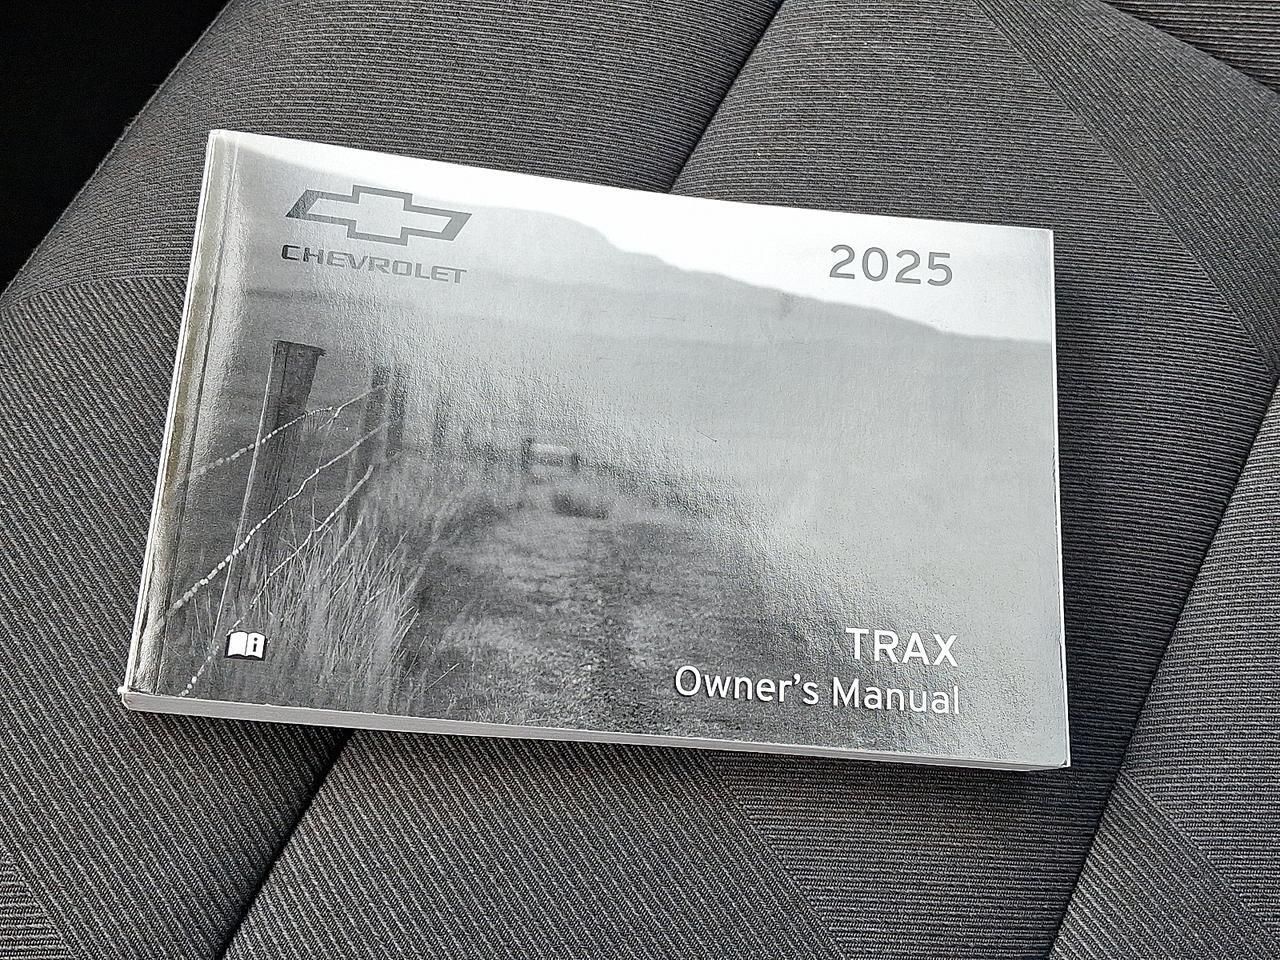 CHEVROLET
2025
TRAX
Owner's Manual